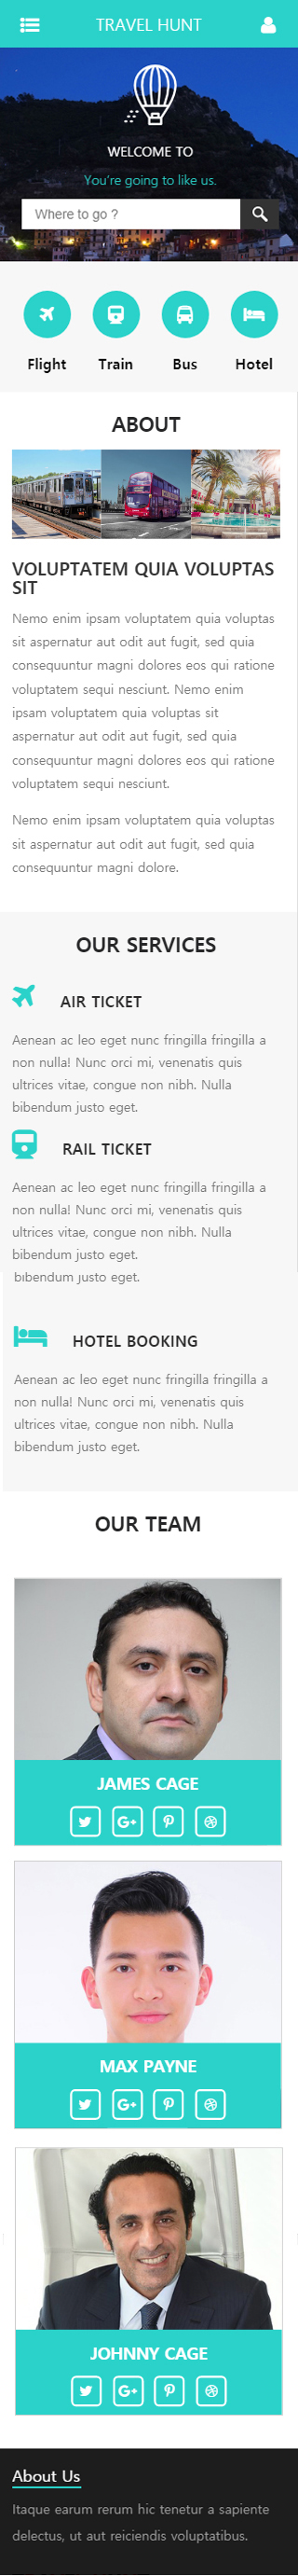 TRAVEL HUNT
WELCOME TO
You're going to like us.
Where to go ?
Flight
Train
Bus
Hotel
ABOUT
VOLUPTATEM QUIA VOLUPTAS
SIT
Nemo enim ipsam voluptatem quia voluptas
sit aspernatur aut odit aut fugit, sed quia
consequuntur magni dolores eos qui ratione
voluptatem sequi nesciunt. Nemo enim
ipsam voluptatem quia voluptas sit
aspernatur aut odit aut fugit, sed quia
consequuntur magni dolores eos qui ratione
voluptatem sequi nesciunt.
Nemo enim ipsam voluptatem quia voluptas
sit aspernatur aut odit aut fugit, sed quia
consequuntur magni dolore.
OUR SERVICES
AIR TICKET
Aenean ac leo eget nunc fringilla fringilla a
non nulla! Nunc orci mi, venenatis quis
ultrices vitae, congue non nibh. Nulla
bibendum justo eget.
RAIL TICKET
Aenean ac leo eget nunc fringilla fringilla a
non nulla! Nunc orci mi, venenatis quis
ultrices vitae, congue non nibh. Nulla
bibendum justo eget.
bibendum justo eget.
HOTEL BOOKING
Aenean ac leo eget nunc fringilla fringilla a
non nulla! Nunc orci mi, venenatis quis
ultrices vitae, congue non nibh. Nulla
bibendum justo eget.
OUR TEAM
JAMES CAGE
G+
MAX PAYNE
G+
JOHNNY CAGE
G+
About Us
Itaque earum rerum hic tenetur a sapiente
delectus, ut aut reiciendis voluptatibus.